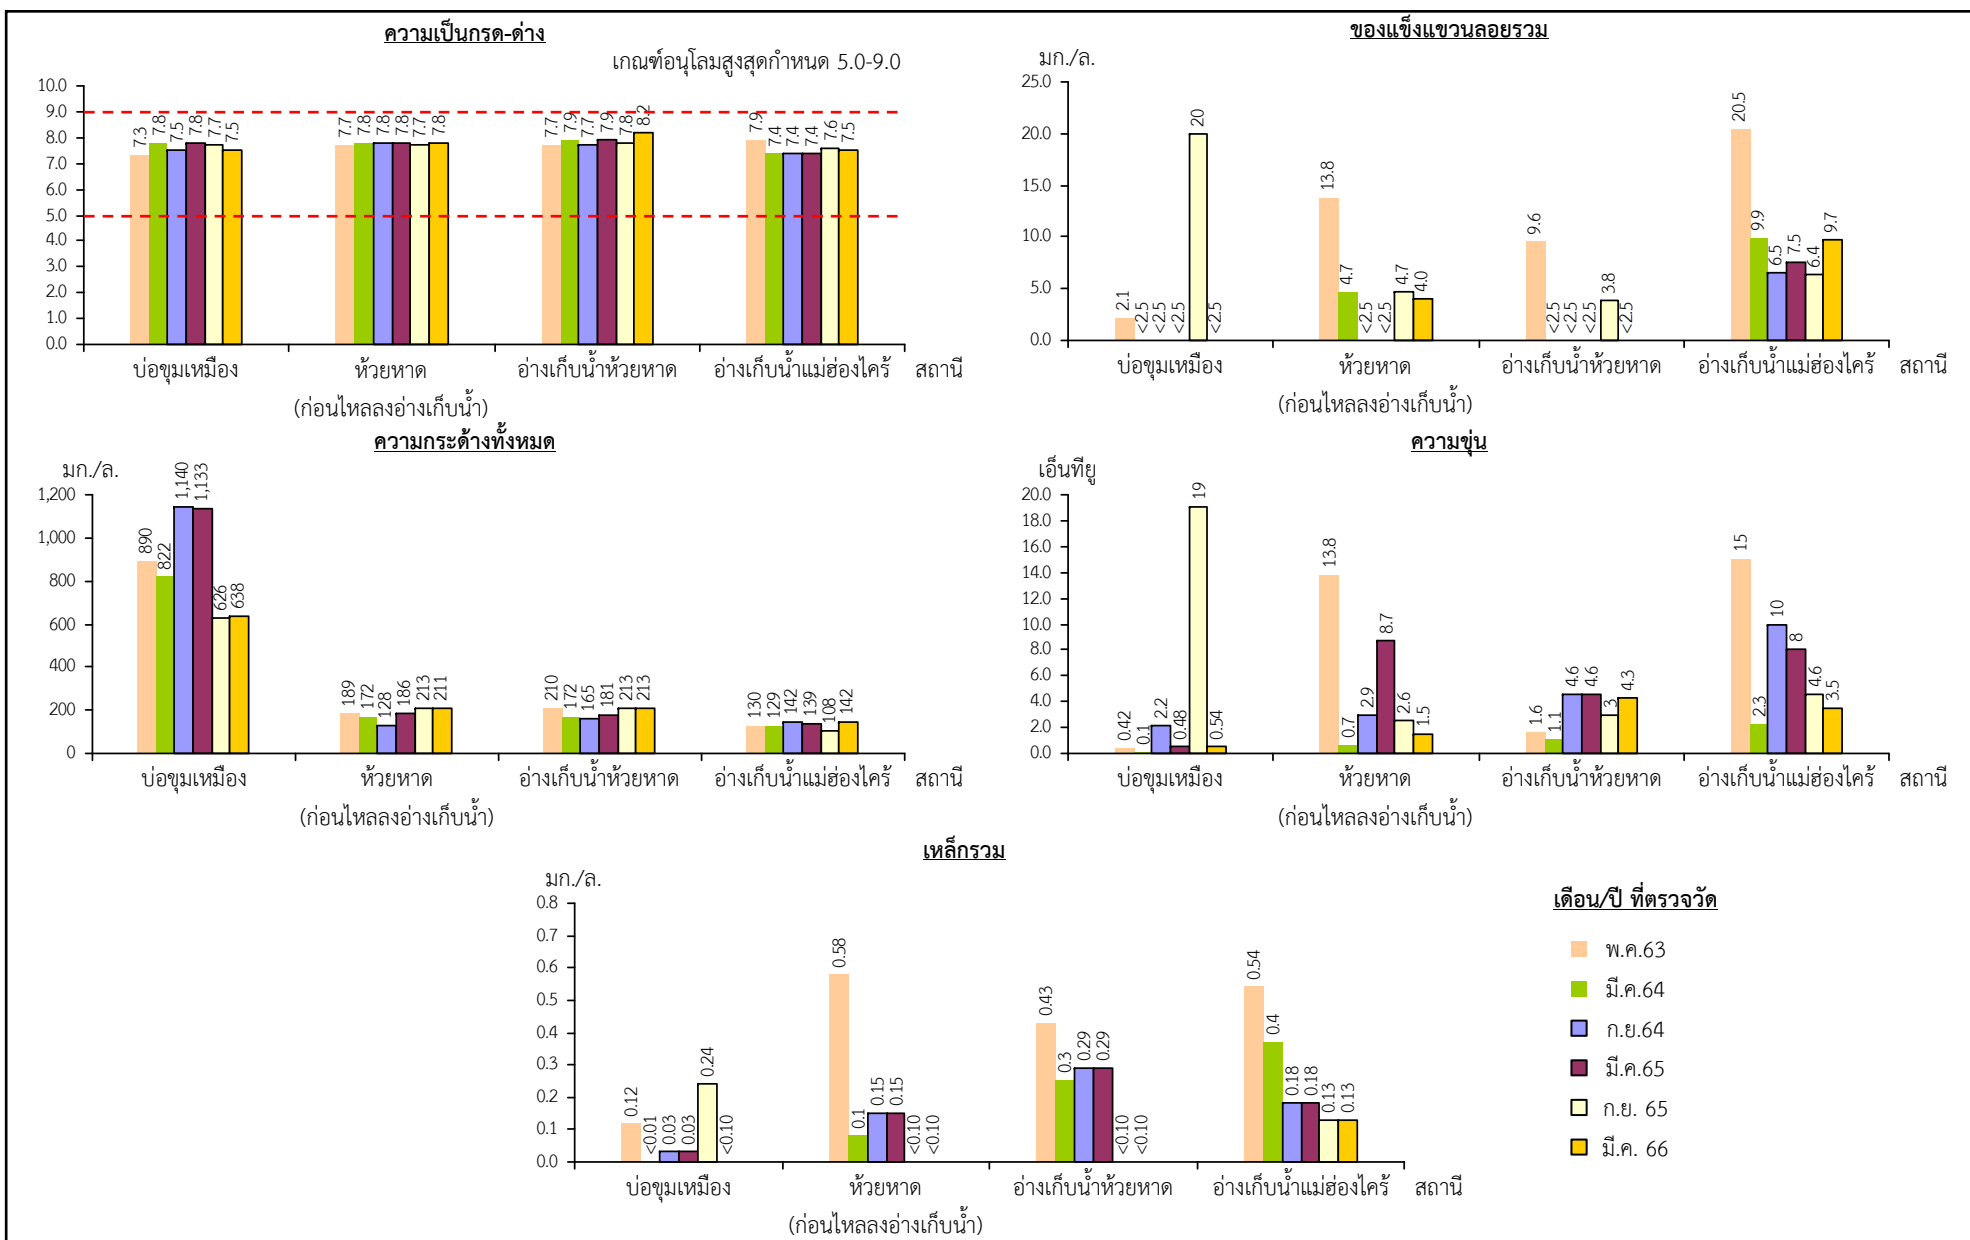 ความเป็นกรด-ด่าง
เกณฑ์อนุโลมสูงสุดกำหนด 5.0-9.0
10.0
9.0
8.0
7.0
6.0
5.0
4.0
3.0
2.0
1.0
0.0
7.3 7.8 7.5 7.8 7.7 7.5
7.7 7.8 7.8 7.8 7.7 7.8
7.7 7.9 7.7 7.9 7.8 8.2
7.9 7.4 7.4 7.4 7.6 7.5
บ่อขุมเหมือง ห้วยหาด อ่างเก็บน้ำห้วยหาด อ่างเก็บน้ำแม่ฮ่องไคร้ สถานี
(ก่อนไหลลงอ่างเก็บน้ำ)
ของแข็งแขวนลอยรวม
มก./ล.
25.0
20.0
15.0
10.0
5.0
0.0
2.1 <2.5 <2.5 <2.5 20 <2.5
13.8 4.7 <2.5 <2.5 4.7 4.0
9.6 <2.5 <2.5 <2.5 3.8 <2.5
20.5 9.9 6.5 7.5 6.4 9.7
บ่อขุมเหมือง ห้วยหาด อ่างเก็บน้ำห้วยหาด อ่างเก็บน้ำแม่ฮ่องไคร้ สถานี
(ก่อนไหลลงอ่างเก็บน้ำ)
ความกระด้างทั้งหมด
มก./ล.
1,200
1,000
800
600
400
200
0
890 822 1,140 1,133 626 638
189 172 128 186 213 211
210 172 165 181 213 213
130 129 142 139 108 142
บ่อขุมเหมือง ห้วยหาด อ่างเก็บน้ำห้วยหาด อ่างเก็บน้ำแม่ฮ่องไคร้ สถานี
(ก่อนไหลลงอ่างเก็บน้ำ)
ความขุ่น
เอ็นทียู
20.0
18.0
16.0
14.0
12.0
10.0
8.0
6.0
4.0
2.0
0.0
0.42 0.1 2.2 0.48 19 0.54
13.8 0.7 2.9 8.7 2.6 1.5
1.6 1.1 4.6 4.6 3 4.3
15 2.3 10 8 4.6 3.5
บ่อขุมเหมือง ห้วยหาด อ่างเก็บน้ำห้วยหาด อ่างเก็บน้ำแม่ฮ่องไคร้ สถานี
(ก่อนไหลลงอ่างเก็บน้ำ)
เหล็กรวม
มก./ล.
0.8
0.7
0.6
0.5
0.4
0.3
0.2
0.1
0.0
0.12 <0.01 0.03 0.03 0.24 <0.10
0.58 0.1 0.15 0.15 <0.10 <0.10
0.43 0.3 0.29 0.29 <0.10 <0.10
0.54 0.4 0.18 0.18 0.13 0.13
บ่อขุมเหมือง ห้วยหาด อ่างเก็บน้ำห้วยหาด อ่างเก็บน้ำแม่ฮ่องไคร้ สถานี
(ก่อนไหลลงอ่างเก็บน้ำ)
เดือน/ปี ที่ตรวจวัด
พ.ค.63
มี.ค.64
ก.ย.64
มี.ค.65
ก.ย. 65
มี.ค. 66